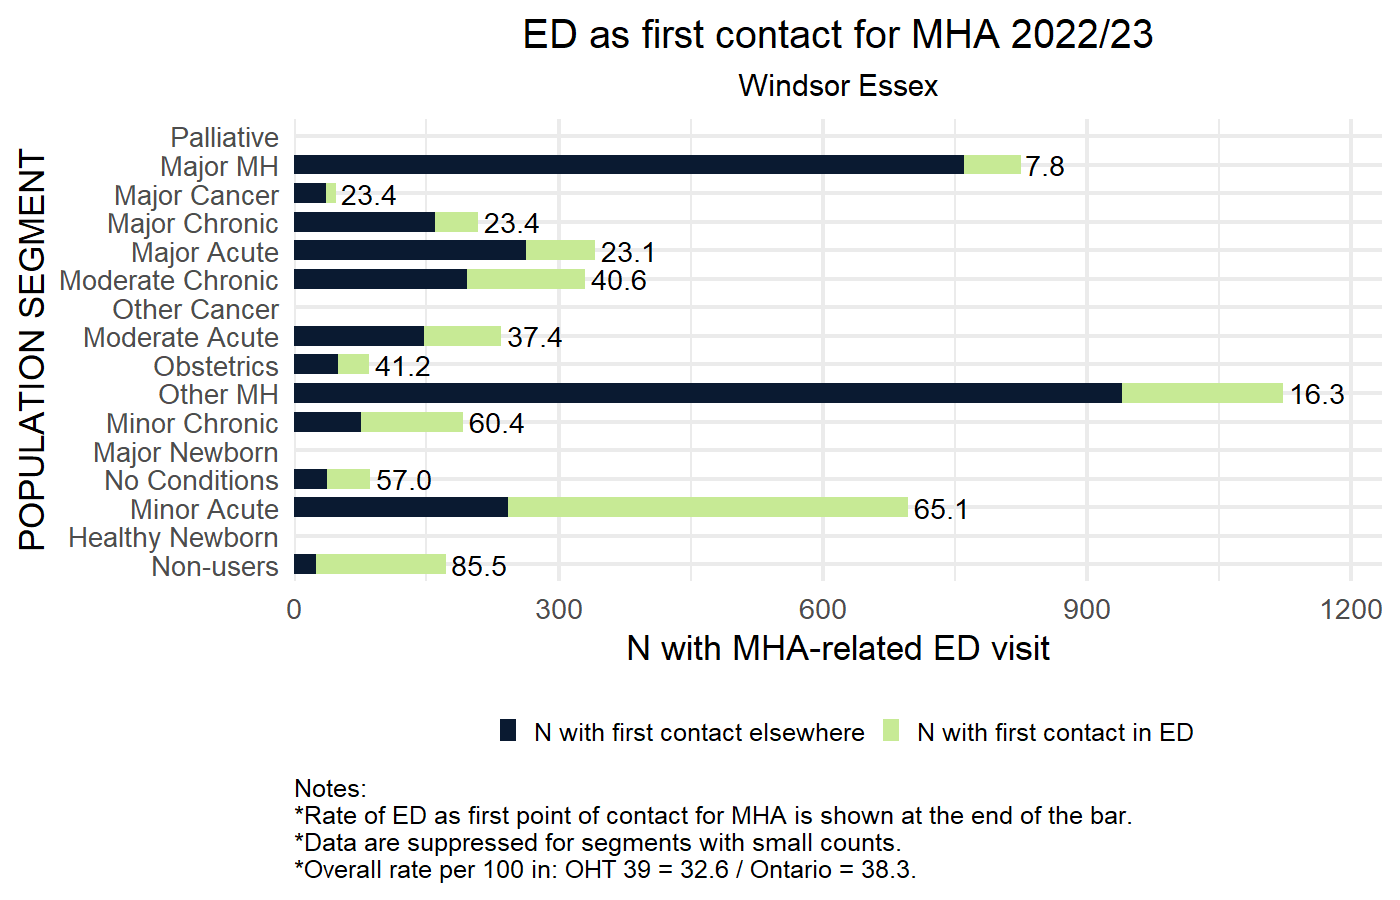 ED as first contact for MHA 2022/23
Windsor Essex
POPULATION SEGMENT
Palliative
Major MH 7.8
Major Cancer 23.4
Major Chronic 23.4
Major Acute 23.1
Moderate Chronic 40.6
Other Cancer
Moderate Acute 37.4
Obstetrics 41.2
Other MH 16.3
Minor Chronic 60.4
Major Newborn
No Conditions 57.0
Minor Acute 65.1
Healthy Newborn
Non-users 85.5
0 300 600 900 1200
N with MHA-related ED visit
N with first contact elsewhere N with first contact in ED
Notes:
*Rate of ED as first point of contact for MHA is shown at the end of the bar.
*Data are suppressed for segments with small counts.
*Overall rate per 100 in: OHT 39 = 32.6 / Ontario = 38.3.